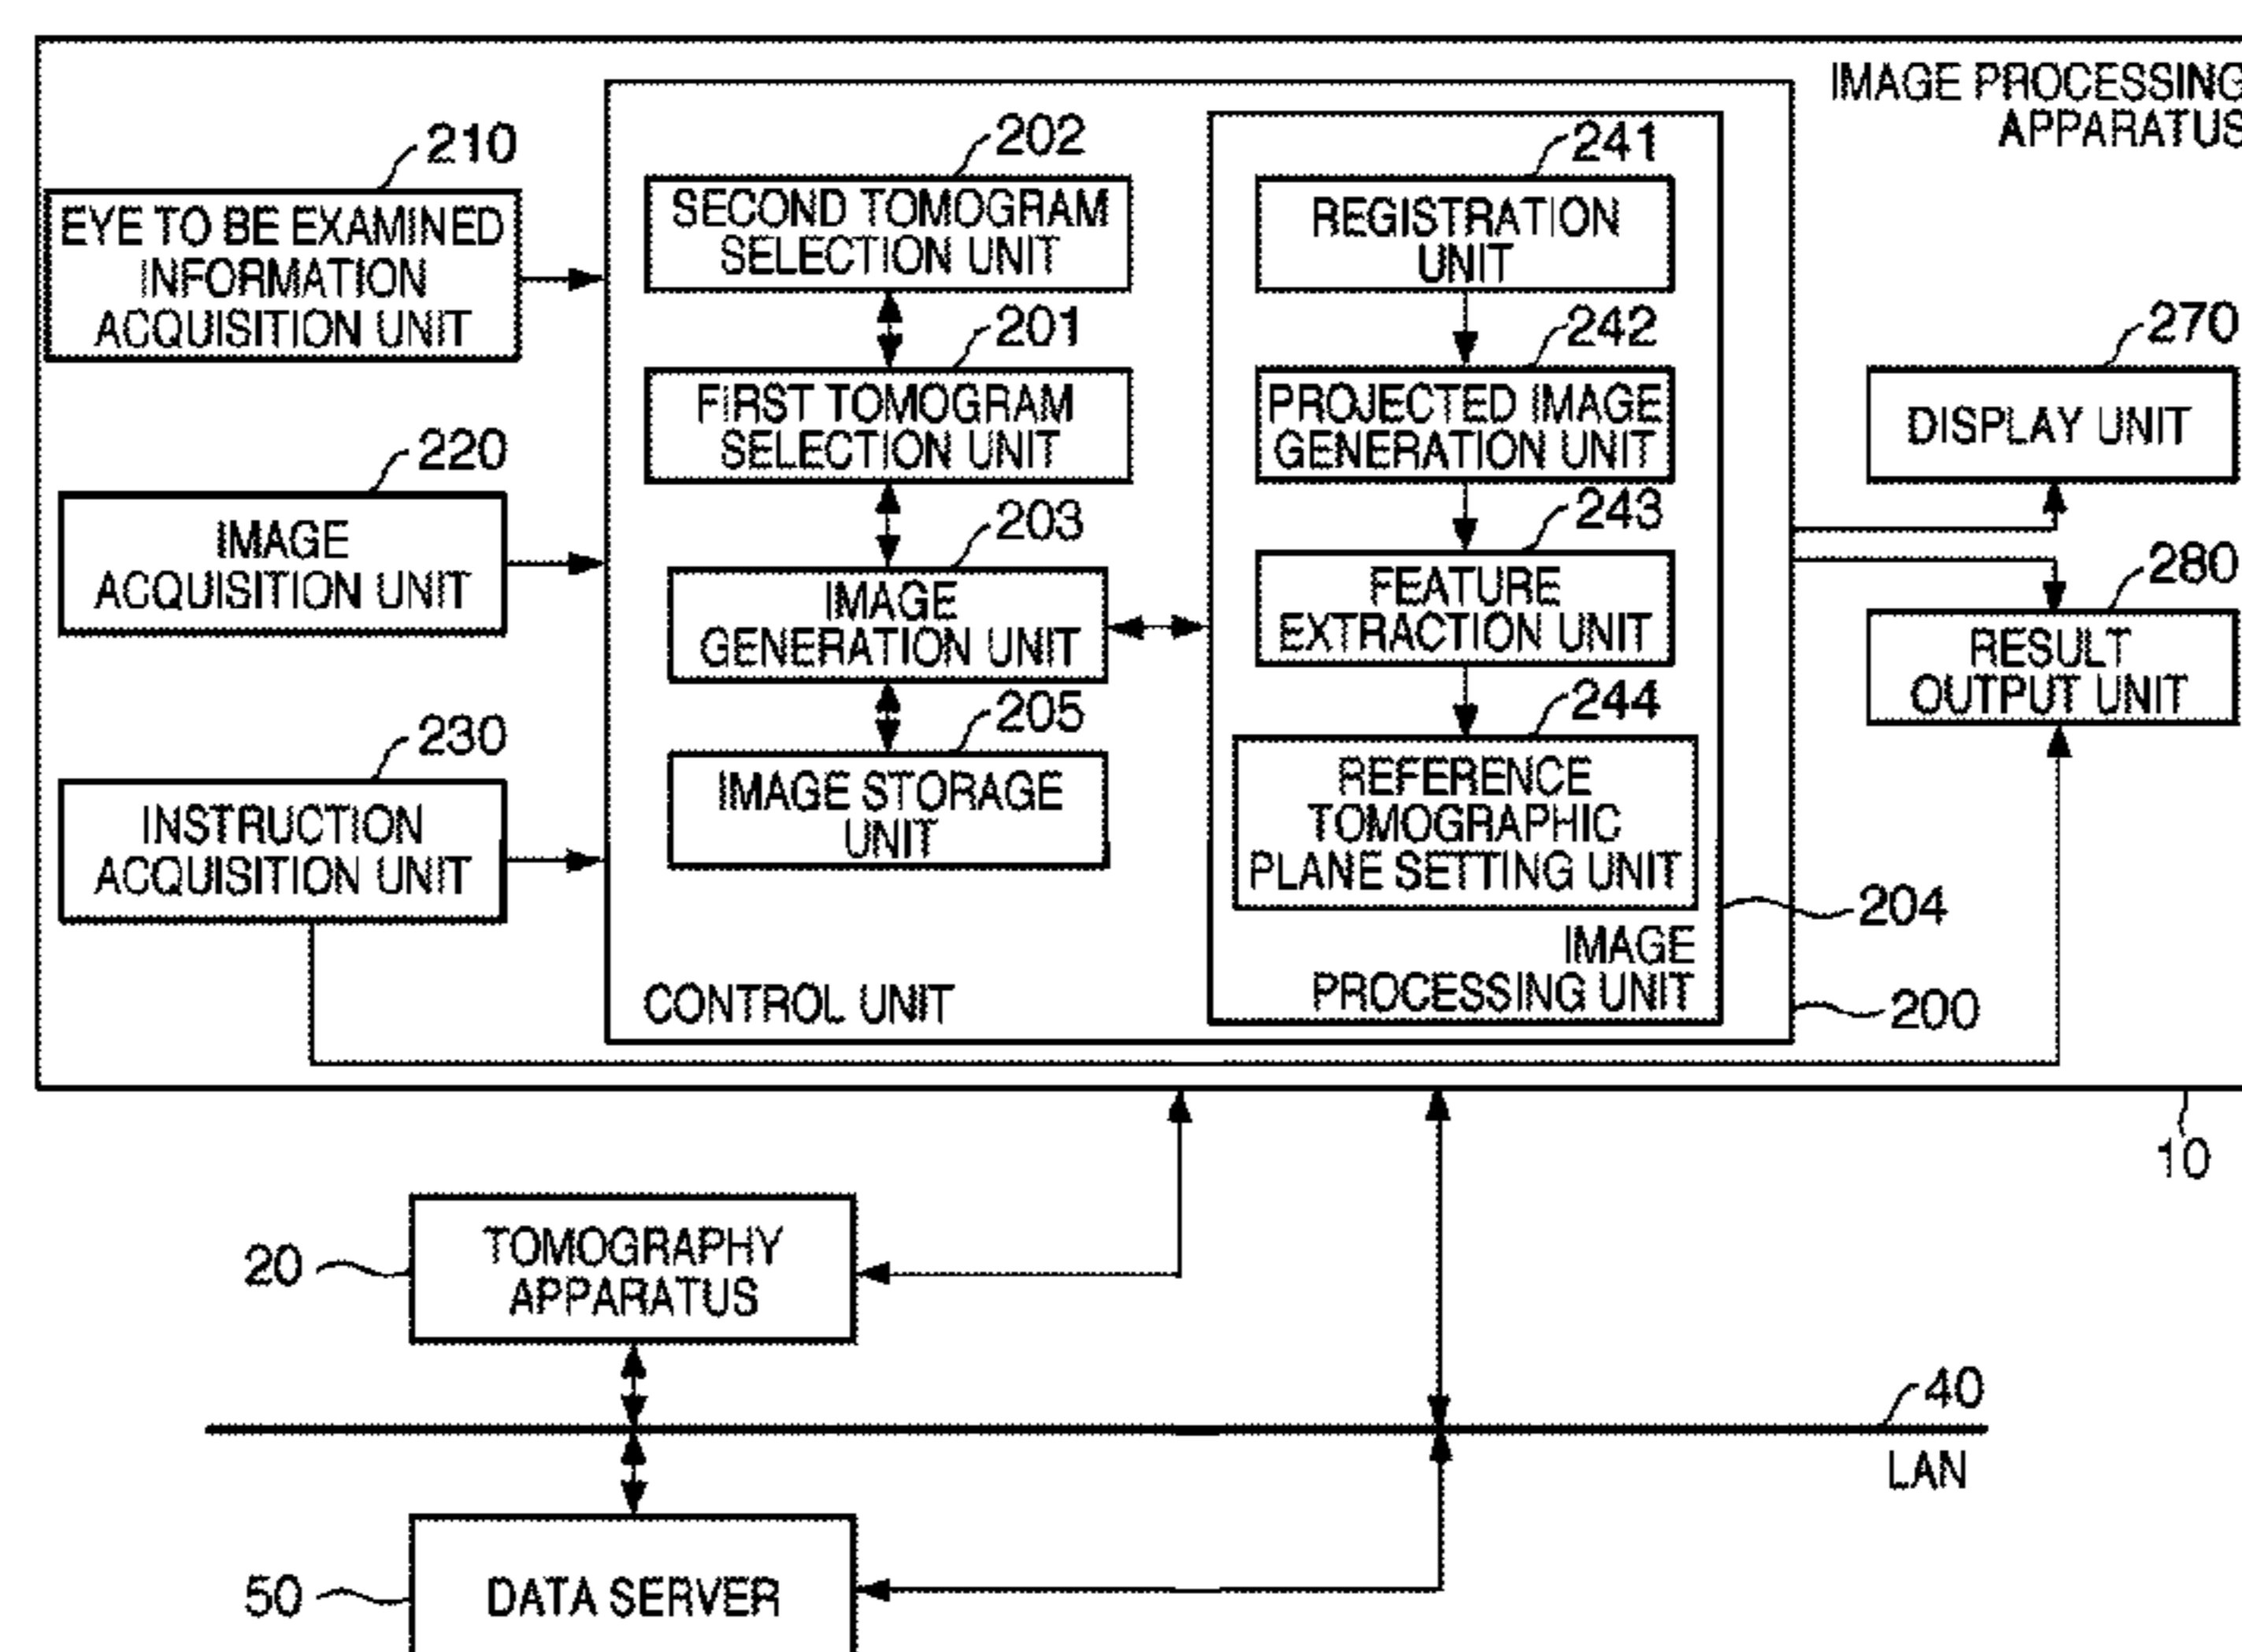 IMAGE PROCESSING
APPARATUS
210
EYE TO BE EXAMINED
INFORMATION
ACQUISITION UNIT
220
IMAGE
ACQUISITION UNIT
230
INSTRUCTION
ACQUISITION UNIT
202
SECOND TOMOGRAM
SELECTION UNIT
201
FIRST TOMOGRAM
SELECTION UNIT
203
IMAGE
GENERATION UNIT
205
IMAGE STORAGE
UNIT
CONTROL UNIT
241
REGISTRATION
UNIT
242
PROJECTED IMAGE
GENERATION UNIT
243
FEATURE
EXTRACTION UNIT
244
REFERENCE
TOMOGRAPHIC
PLANE SETTING UNIT
IMAGE
PROCESSING UNIT
204
200
270
DISPLAY UNIT
280
RESULT
OUTPUT UNIT
10
20
TOMOGRAPHY
APPARATUS
40
LAN
50
DATA SERVER